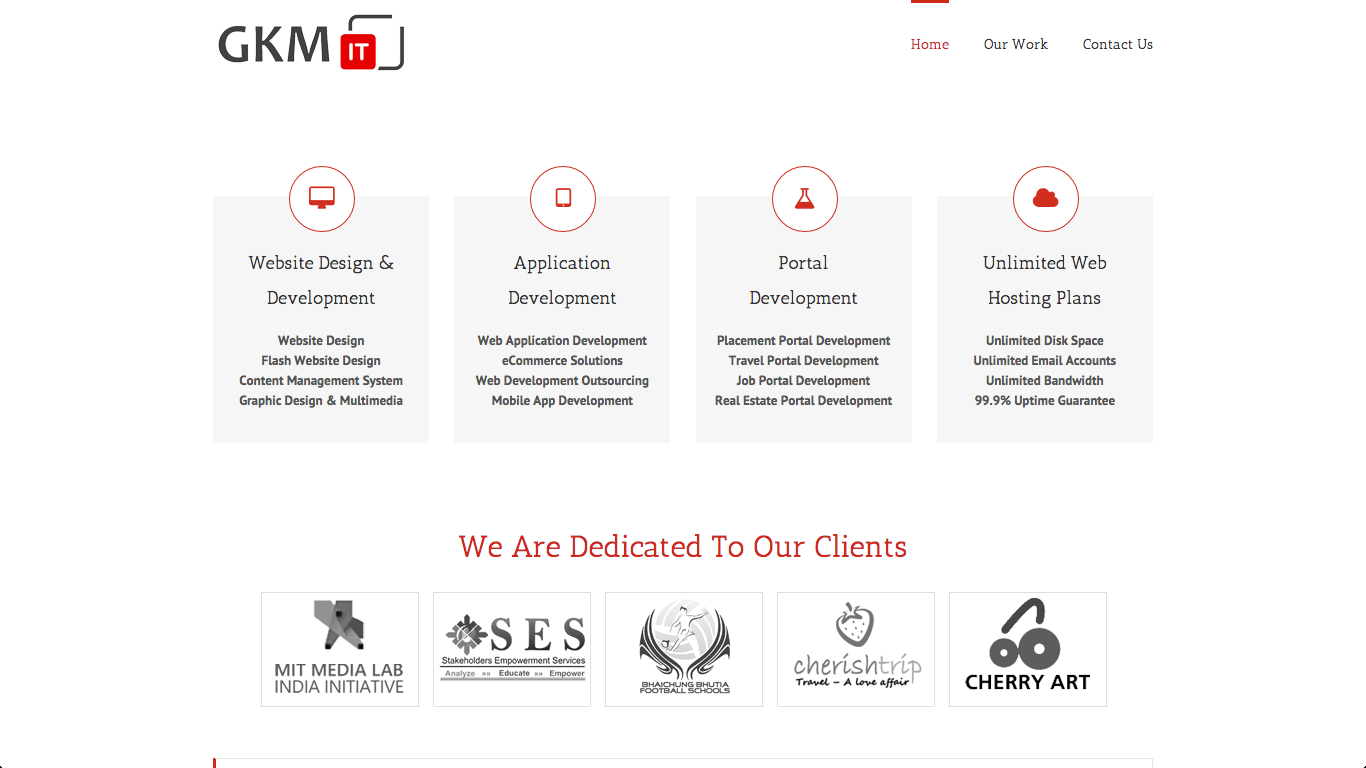 GKM IT
Home
Our Work
Contact Us
Website Design &
Development
Website Design
Flash Website Design
Content Management System
Graphic Design & Multimedia
Application
Development
Web Application Development
eCommerce Solutions
Web Development Outsourcing
Mobile App Development
Portal
Development
Placement Portal Development
Travel Portal Development
Job Portal Development
Real Estate Portal Development
Unlimited Web
Hosting Plans
Unlimited Disk Space
Unlimited Email Accounts
Unlimited Bandwidth
99.9% Uptime Guarantee
We Are Dedicated To Our Clients
MIT MEDIA LAB
INDIA INITIATIVE
SES
Stakeholders Empowerment Services
Analyze »» Educate »» Empower
BHAICHUNG BHUTIA
FOOTBALL SCHOOLS
cherishtrip
Travel – A love affair
CHERRY ART